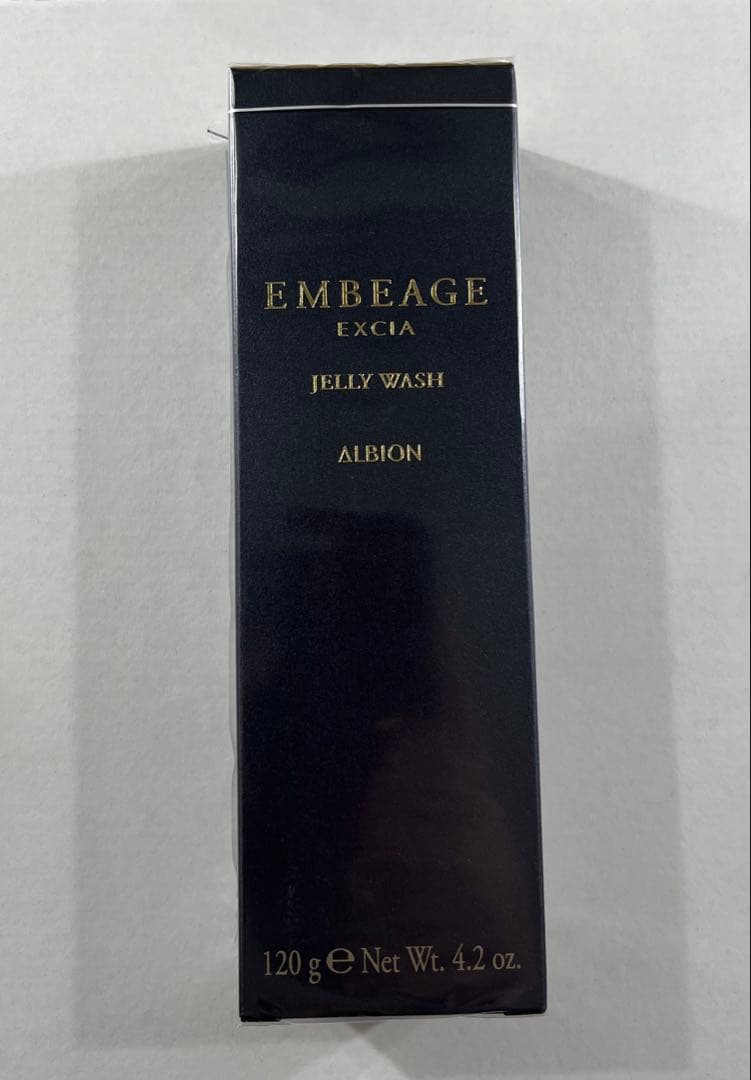 EMBEAGE
EXCIA
JELLY WASH
ALBION
120 g ℮ Net Wt. 4.2 oz.